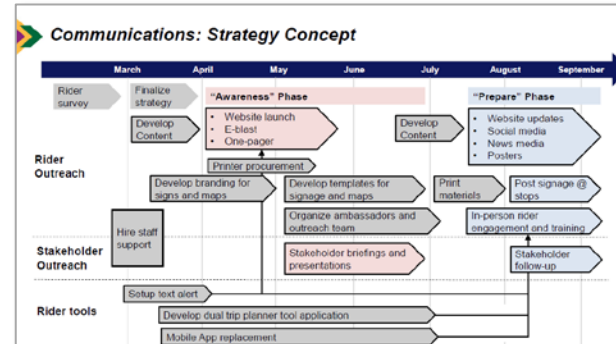 Communications: Strategy Concept
March April May June July August September
Rider survey
Finalize strategy
"Awareness" Phase
"Prepare" Phase
Develop Content
• Website launch
• E-blast
• One-pager
Develop Content
• Website updates
• Social media
• News media
• Posters
Rider Outreach
Printer procurement
Develop branding for signs and maps
Develop templates for signage and maps
Print materials
Post signage @ stops
Hire staff support
Organize ambassadors and outreach team
In-person rider engagement and training
Stakeholder Outreach
Stakeholder briefings and presentations
Stakeholder follow-up
Rider tools
Setup text alert
Develop dual trip planner tool application
Mobile App replacement